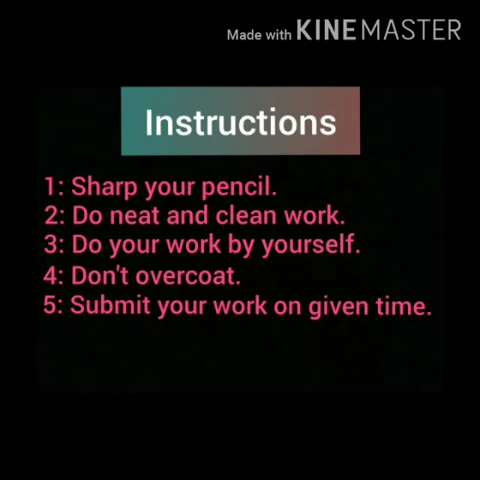 Made with KINEMASTER
Instructions
1: Sharp your pencil.
2: Do neat and clean work.
3: Do your work by yourself.
4: Don't overcoat.
5: Submit your work on given time.